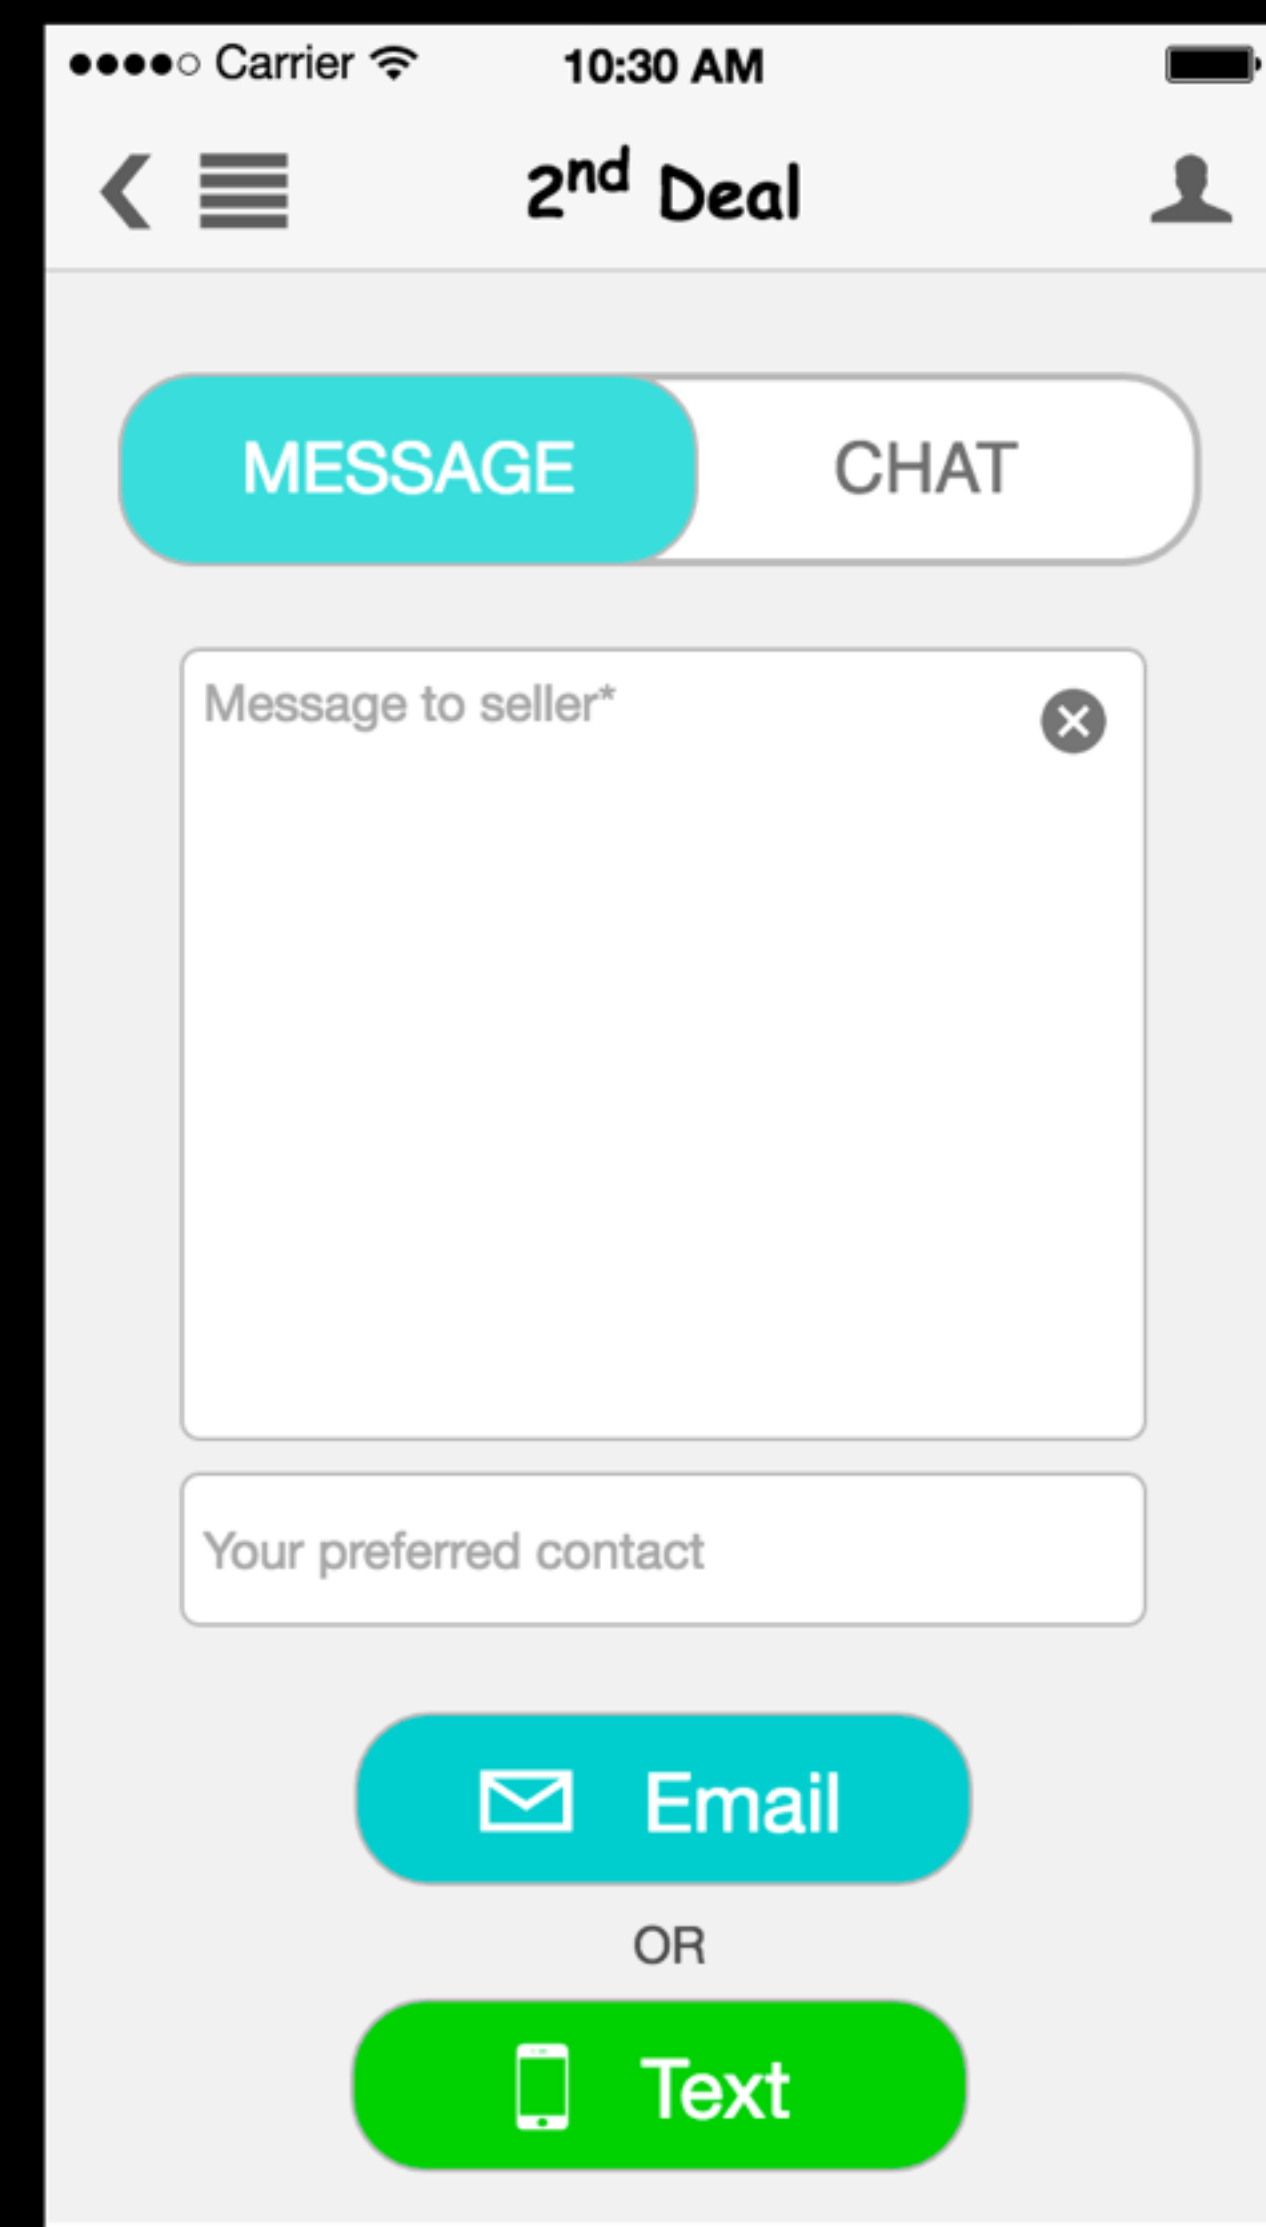 Carrier 10:30 AM
2nd Deal
MESSAGE CHAT
Message to seller*
Your preferred contact
Email
OR
Text